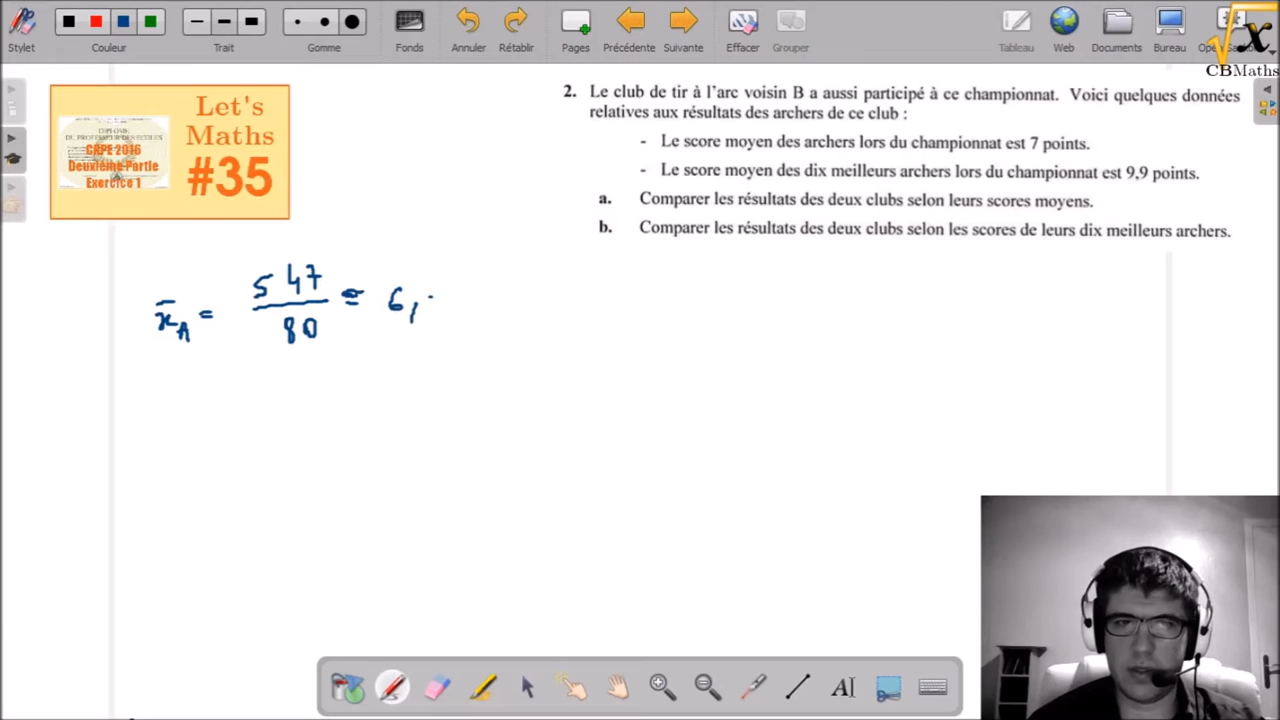 Stylet Couleur Trait Gomme Fonds Annuler Rétablir Pages Précédente Suivante Effacer Grouper Tableau Web Documents Bureau
CBMaths
Let's
Maths
#35
CRPE 2016
Deuxième Partie
Exercice 1
2. Le club de tir à l'arc voisin B a aussi participé à ce championnat. Voici quelques données
relatives aux résultats des archers de ce club :
- Le score moyen des archers lors du championnat est 7 points.
- Le score moyen des dix meilleurs archers lors du championnat est 9,9 points.
a. Comparer les résultats des deux clubs selon leurs scores moyens.
b. Comparer les résultats des deux clubs selon les scores de leurs dix meilleurs archers.
x̄A = 547/80 = 6,